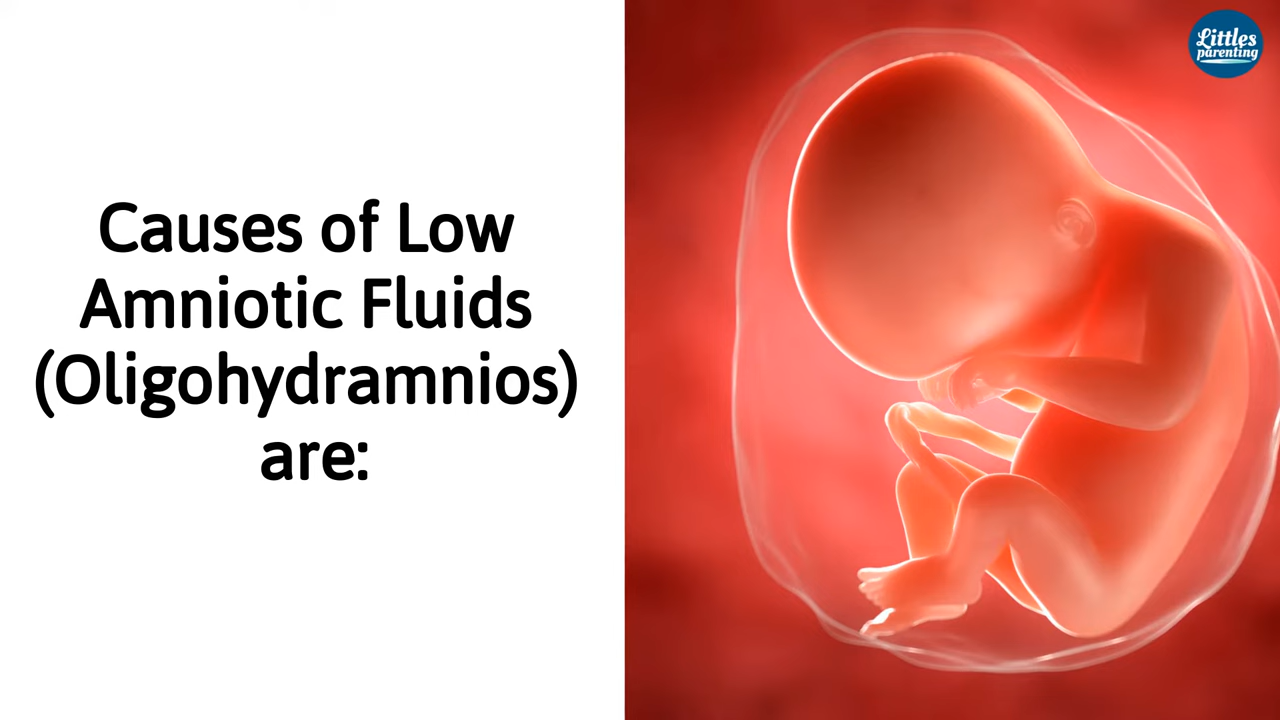 Causes of Low
Amniotic Fluids
(Oligohydramnios)
are:
Littles
parenting